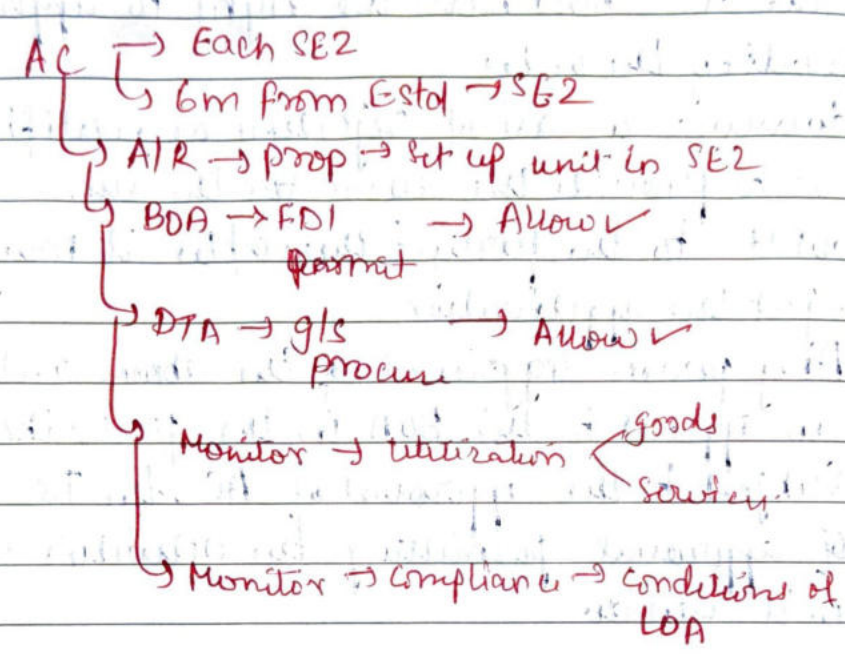 AC → Each SEZ
→ 6m from Estd → SEZ
→ A/R → prop → set up unit in SEZ
→ BOA → FDI → Allow ✓
permit
→ DTA → g/s → Allow ✓
procure
Monitor → Utilization < goods
services
→ Monitor → Compliance → conditions of
LOA